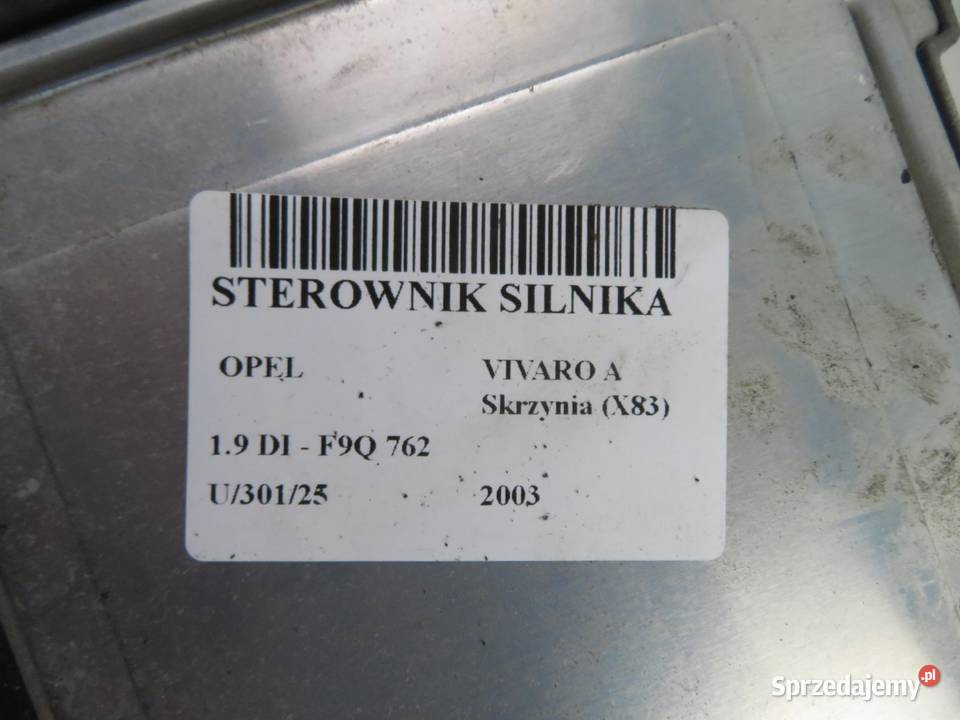 STEROWNIK SILNIKA
OPEL VIVARO A
Skrzynia (X83)
1.9 DI - F9Q 762
U/301/25 2003
Sprzedajemy.pl